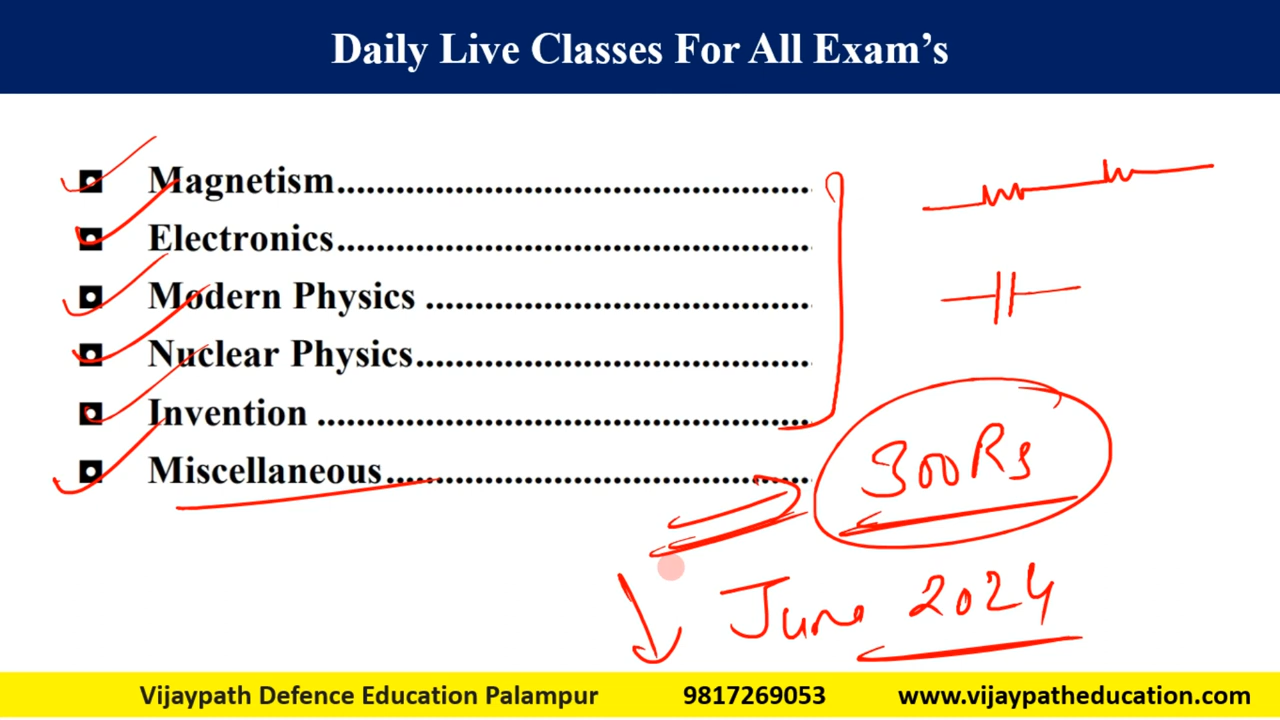 Daily Live Classes For All Exam's
Magnetism................................................
Electronics................................................
Modern Physics .......................................
Nuclear Physics........................................
Invention ..................................................
Miscellaneous...........................................
300Rs
June 2024
Vijaypath Defence Education Palampur 9817269053 www.vijaypatheducation.com